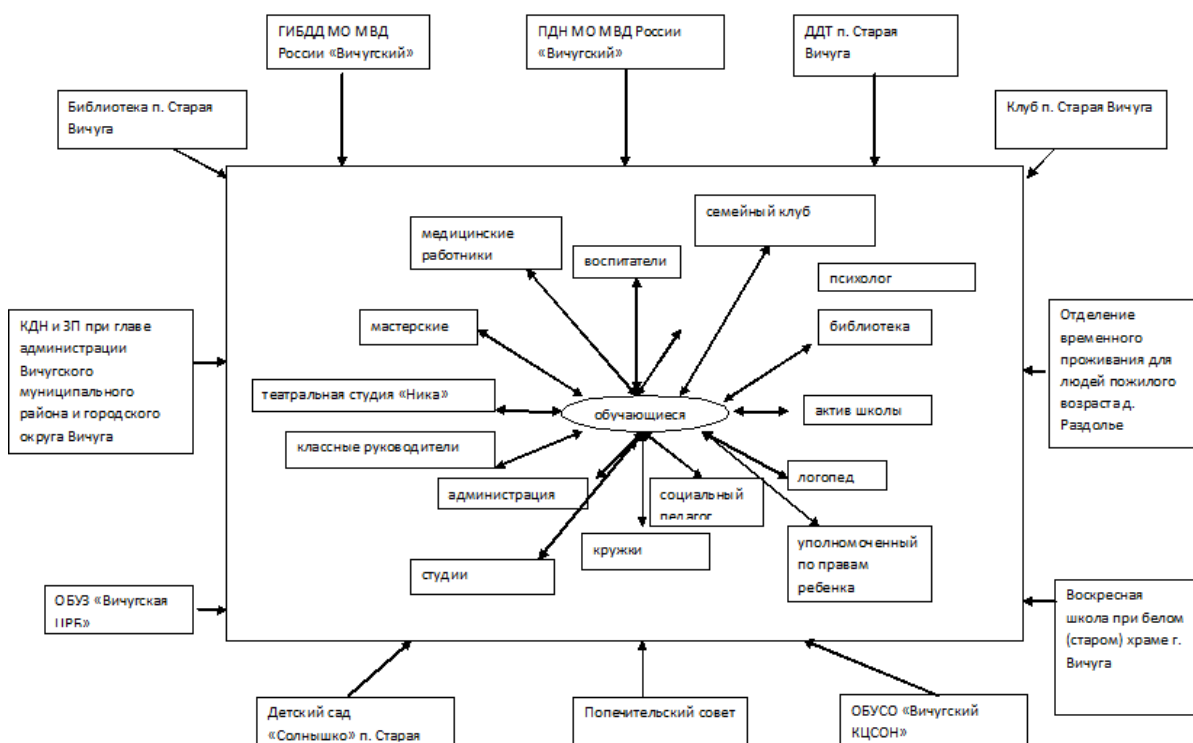 ГИБДД МО МВД
России «Вичугский»
ПДН МО МВД России
«Вичугский»
ДДТ п. Старая
Вичуга
Библиотека п. Старая
Вичуга
Клуб п. Старая Вичуга
семейный клуб
медицинские
работники
воспитатели
психолог
мастерские
библиотека
КДН и ЗП при главе
администрации
Вичугского
муниципального
района и городского
округа Вичуга
Отделение
временного
проживания для
людей пожилого
возраста д.
Раздолье
театральная студия «Ника»
обучающиеся
актив школы
классные руководители
логопед
администрация
социальный
педагог
кружки
уполномоченный
по правам
ребенка
студии
ОБУЗ «Вичугская
ЦРБ»
Воскресная
школа при белом
(старом) храме г.
Вичуга
Детский сад
«Солнышко» п. Старая
Попечительский совет
ОБУСО «Вичугский
КЦСОН»